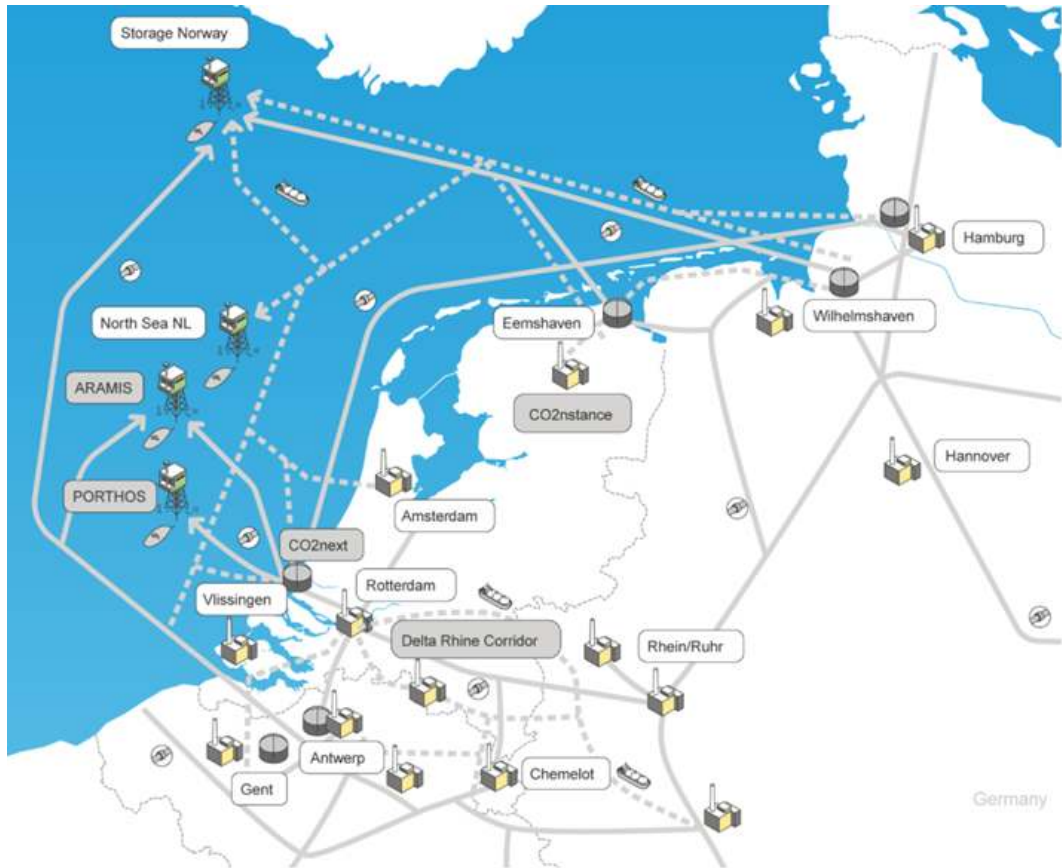 Storage Norway
Hamburg
North Sea NL
Eemshaven
Wilhelmshaven
ARAMIS
CO2nstance
Hannover
PORTHOS
Amsterdam
CO2next
Vlissingen
Rotterdam
Delta Rhine Corridor
Rhein/Ruhr
Antwerp
Chemelot
Gent
Germany